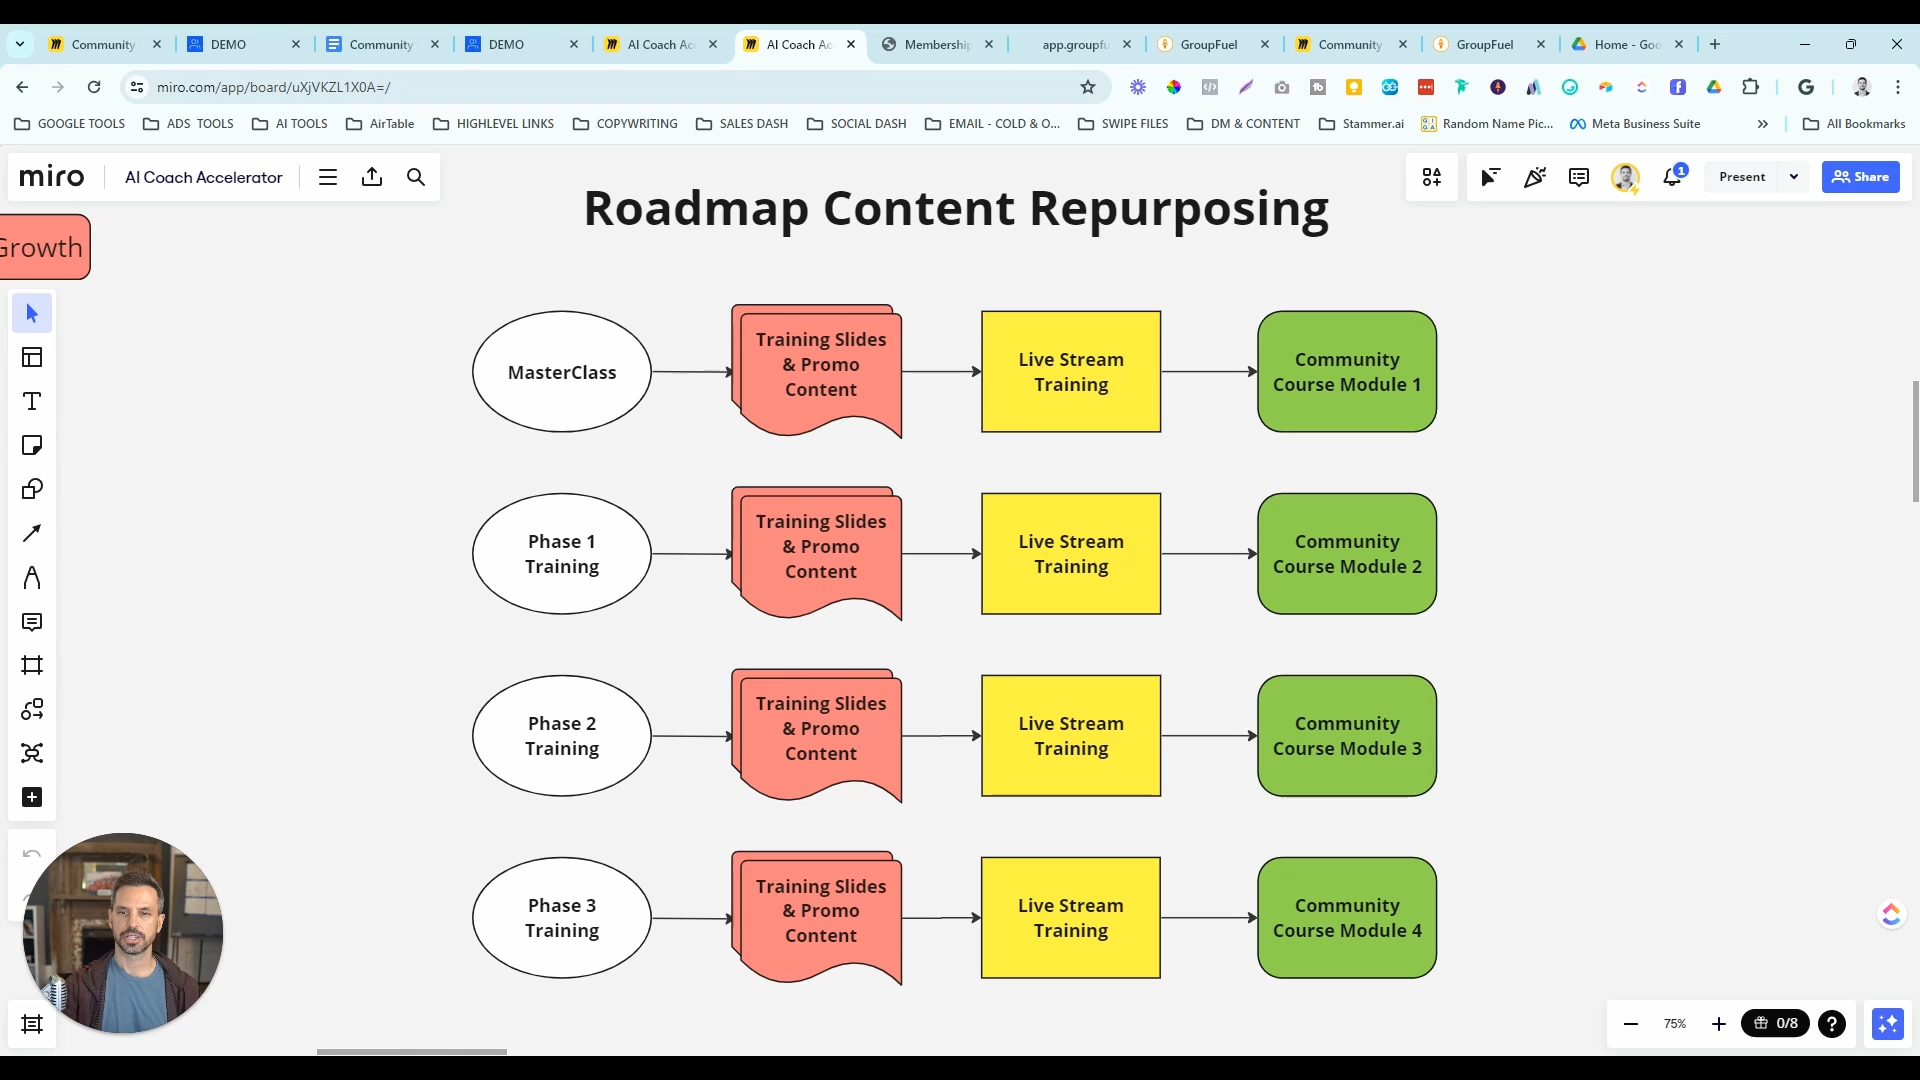 Community
DEMO
Community
DEMO
AI Coach Ac
AI Coach Ac
Membership
app.groupfu
GroupFuel
Community
GroupFuel
Home - Goo
miro.com/app/board/uXjVKZL1X0A=/
GOOGLE TOOLS
ADS TOOLS
AI TOOLS
AirTable
HIGHLEVEL LINKS
COPYWRITING
SALES DASH
SOCIAL DASH
EMAIL - COLD & O...
SWIPE FILES
DM & CONTENT
Stammer.ai
Random Name Pic...
Meta Business Suite
All Bookmarks
miro
AI Coach Accelerator
1
Present
Share
Roadmap Content Repurposing
Growth
MasterClass
Training Slides
& Promo
Content
Live Stream
Training
Community
Course Module 1
Phase 1
Training
Training Slides
& Promo
Content
Live Stream
Training
Community
Course Module 2
Phase 2
Training
Training Slides
& Promo
Content
Live Stream
Training
Community
Course Module 3
Phase 3
Training
Training Slides
& Promo
Content
Live Stream
Training
Community
Course Module 4
75%
0/8